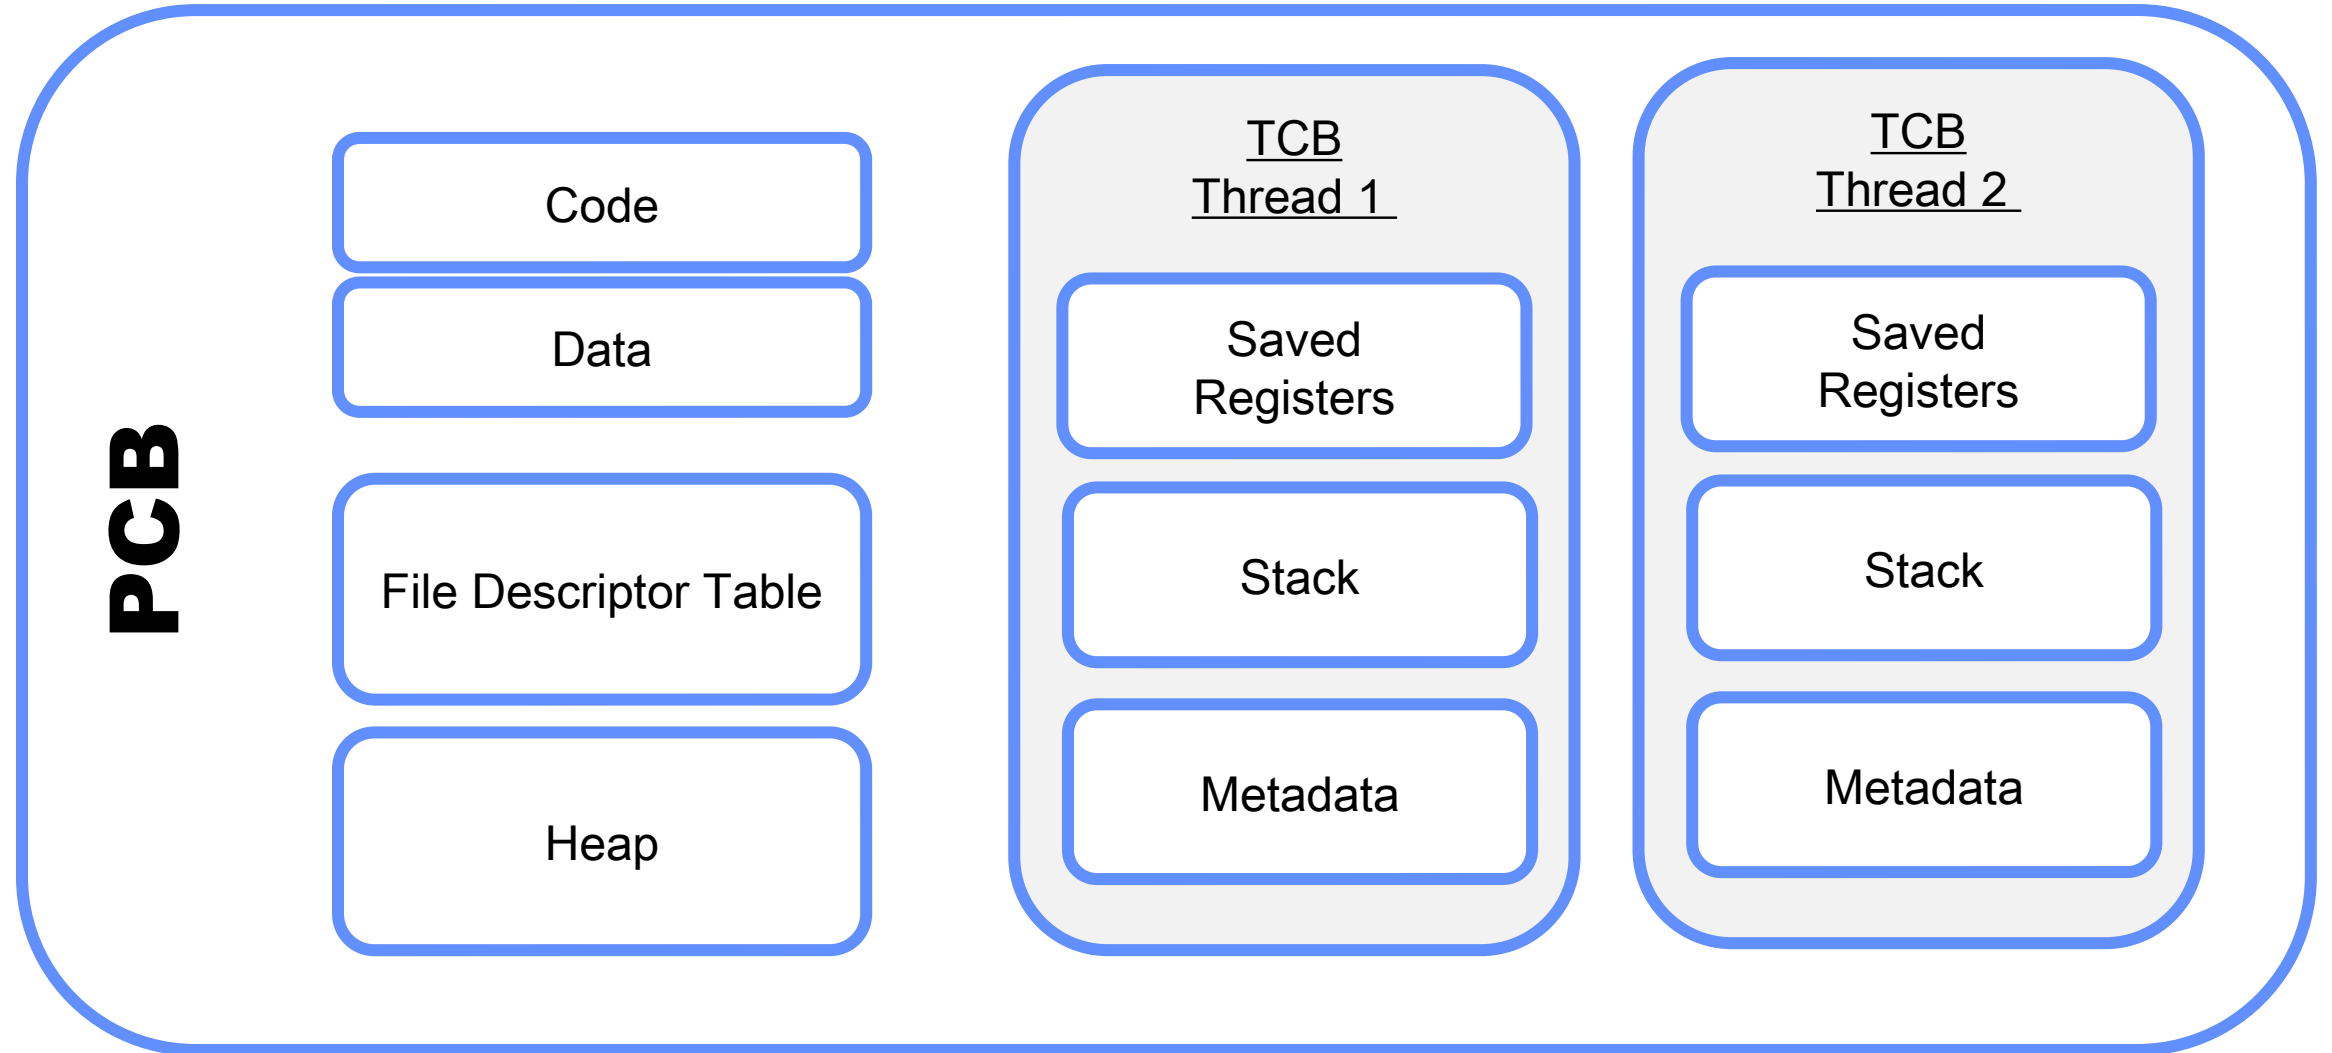 PCB
Code
Data
File Descriptor Table
Heap
TCB
Thread 1
Saved
Registers
Stack
Metadata
TCB
Thread 2
Saved
Registers
Stack
Metadata